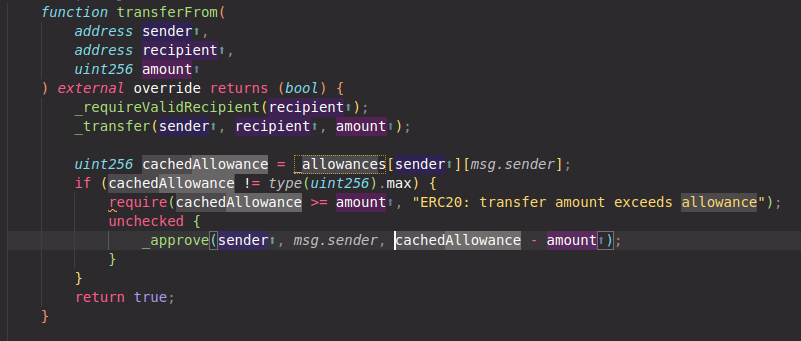 function transferFrom(
address sender⬆,
address recipient⬆,
uint256 amount⬆
) external override returns (bool) {
_requireValidRecipient(recipient⬆);
_transfer(sender⬆, recipient⬆, amount⬆);
uint256 cachedAllowance = _allowances[sender⬆][msg.sender];
if (cachedAllowance != type(uint256).max) {
require(cachedAllowance >= amount⬆, "ERC20: transfer amount exceeds allowance");
unchecked {
_approve(sender⬆, msg.sender, cachedAllowance - amount⬆);
}
}
return true;
}